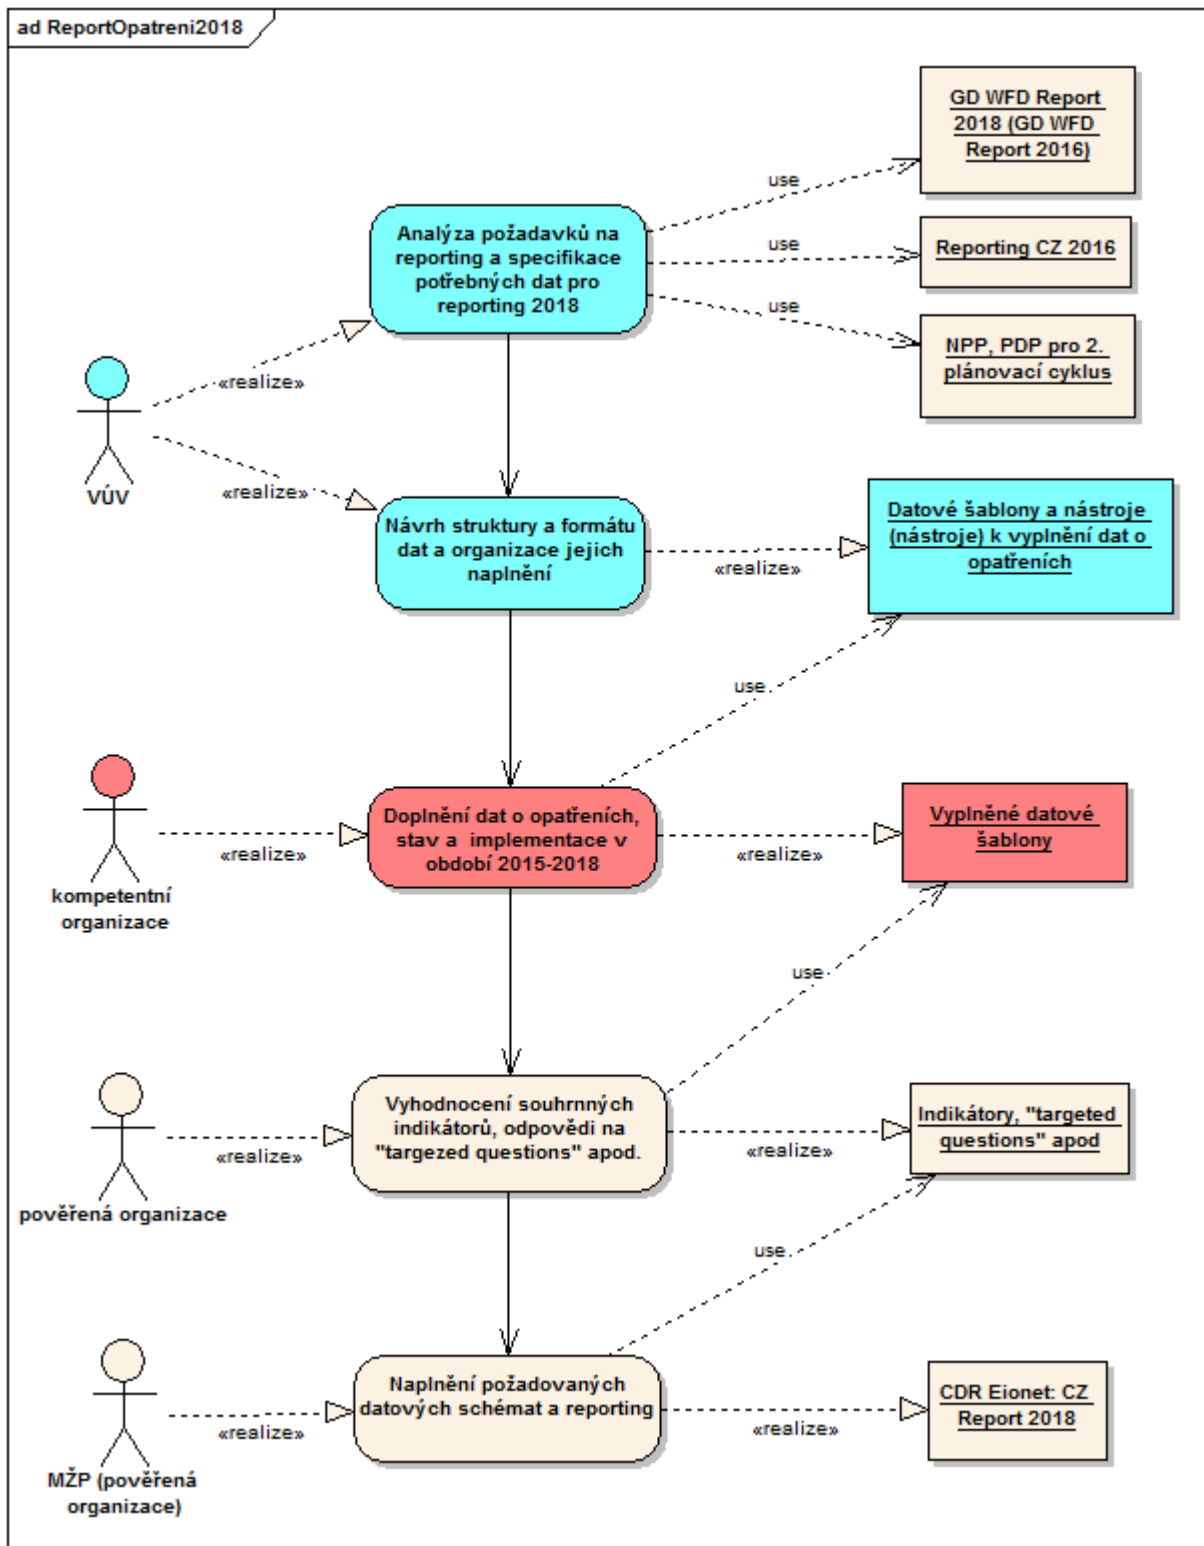 ad ReportOpatreni2018
GD WFD Report
2018 (GD WFD
Report 2016)
use
Analýza požadavků na
reporting a specifikace
potřebných dat pro
reporting 2018
use
Reporting CZ 2016
use
NPP, PDP pro 2.
plánovací cyklus
«realize»
VÚV
«realize»
Návrh struktury a formátu
dat a organizace jejich
naplnění
«realize»
Datové šablony a nástroje
(nástroje) k vyplnění dat o
opatřeních
use
kompetentní
organizace
«realize»
Doplnění dat o opatřeních,
stav a implementace v
období 2015-2018
«realize»
Vyplněné datové
šablony
use
pověřená organizace
«realize»
Vyhodnocení souhrnných
indikátorů, odpovědi na
"targezed questions" apod.
«realize»
Indikátory, "targeted
questions" apod
use
MŽP (pověřená
organizace)
«realize»
Naplnění požadovaných
datových schémat a reporting
«realize»
CDR Eionet: CZ
Report 2018